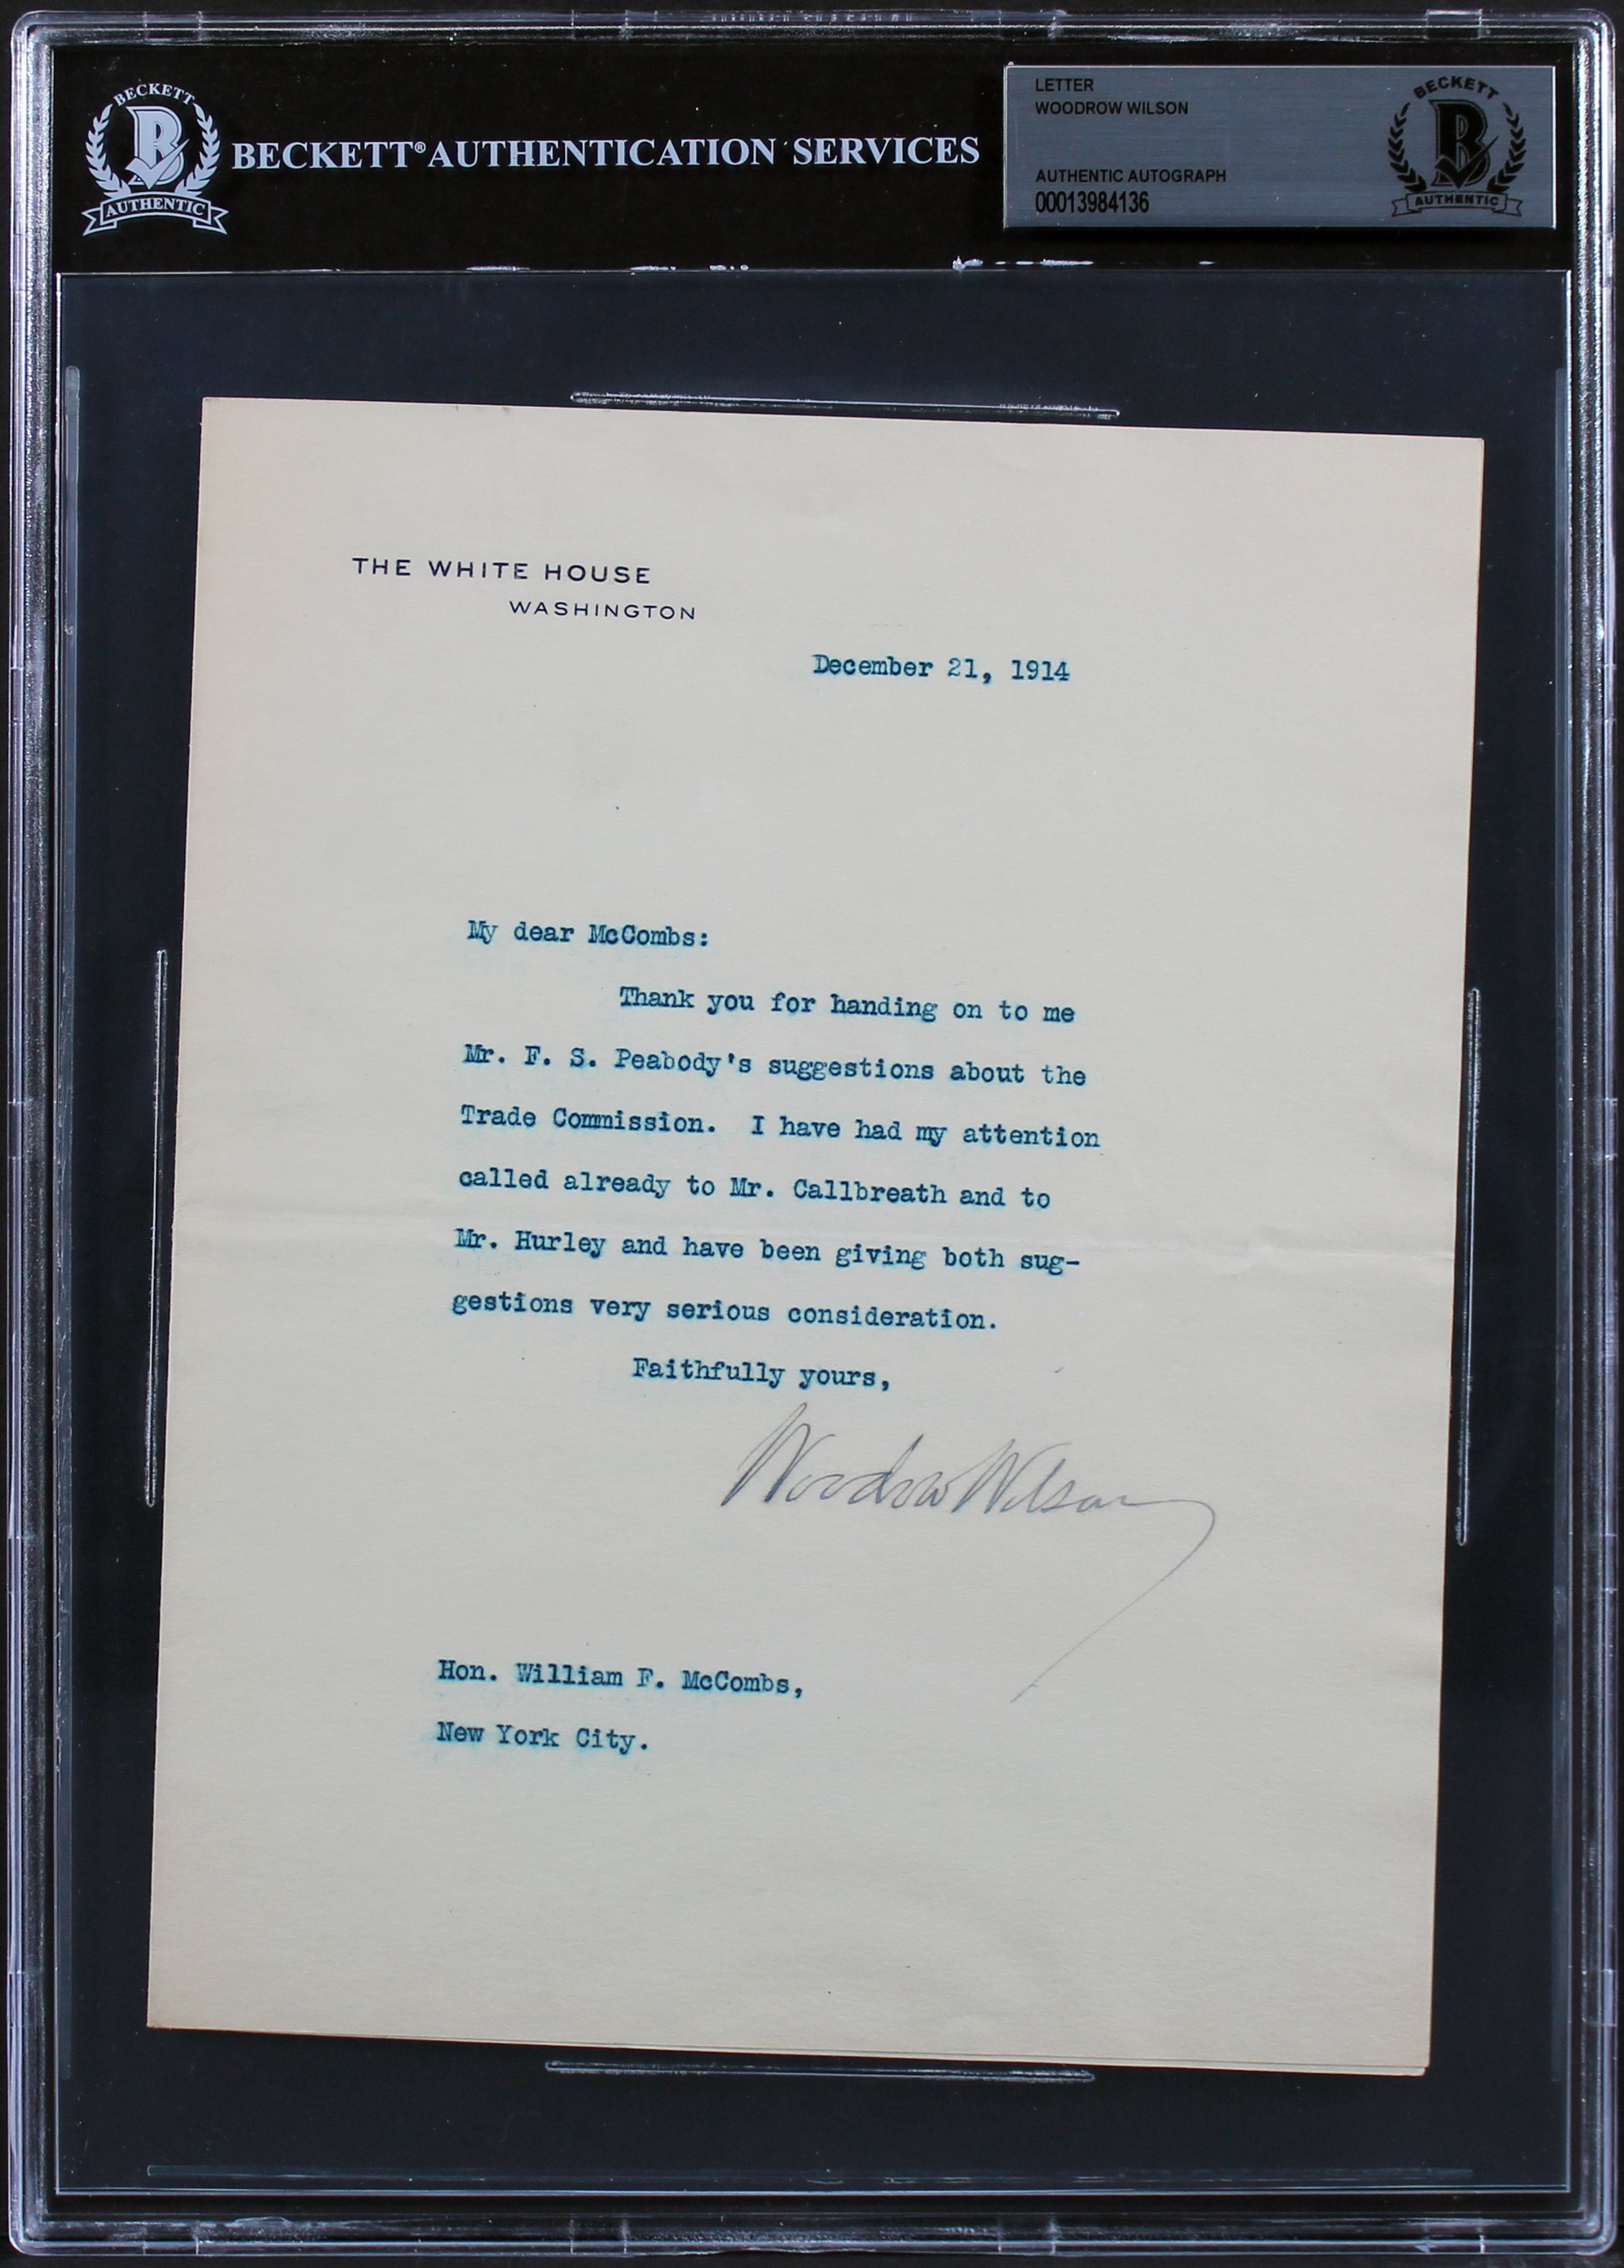 BECKETT
B
AUTHENTIC
BECKETT® AUTHENTICATION SERVICES
LETTER
WOODROW WILSON
AUTHENTIC AUTOGRAPH
00013984136
BECKETT
B
AUTHENTIC
THE WHITE HOUSE
WASHINGTON
December 21, 1914
My dear McCombs:
Thank you for handing on to me
Mr. F. S. Peabody's suggestions about the
Trade Commission. I have had my attention
called already to Mr. Callbreath and to
Mr. Hurley and have been giving both sug-
gestions very serious consideration.
Faithfully yours,
Woodrow Wilson
Hon. William F. McCombs,
New York City.